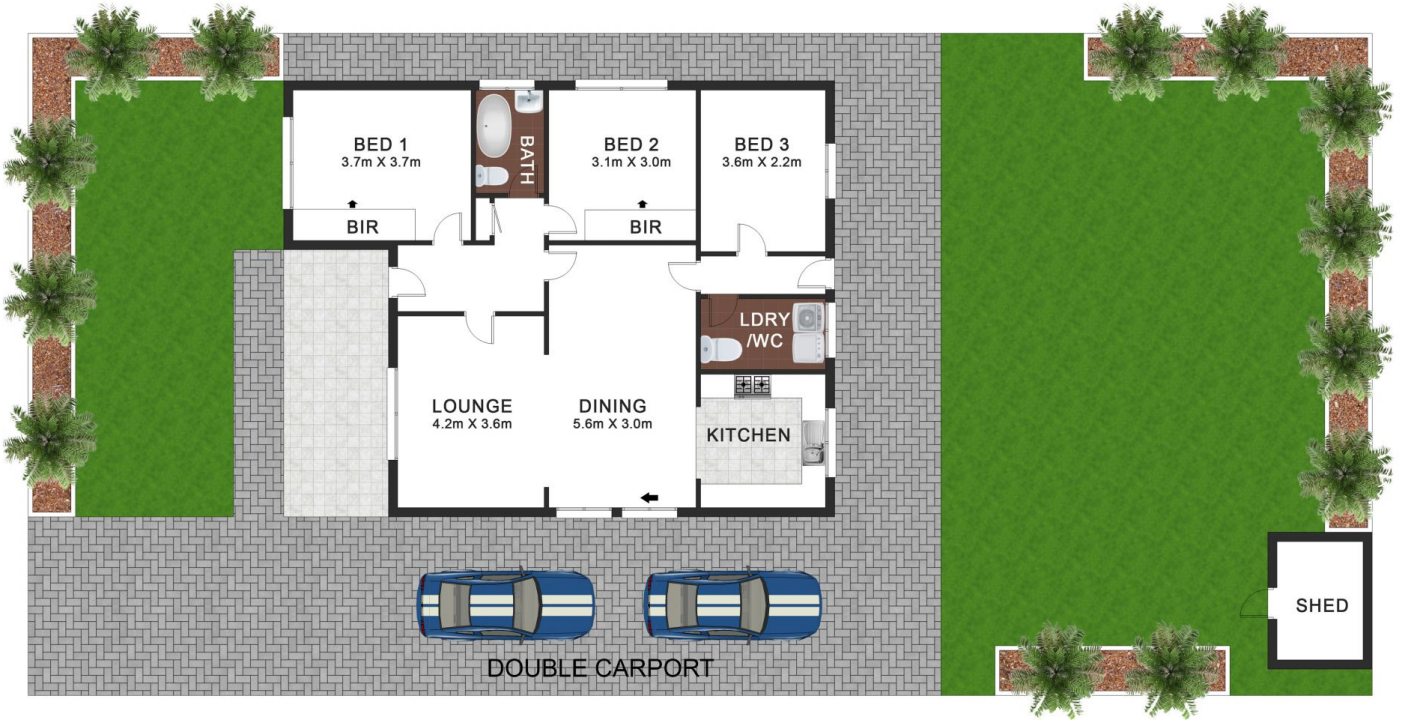 BED 1
3.7m X 3.7m
BIR
BATH
BED 2
3.1m X 3.0m
BIR
BED 3
3.6m X 2.2m
LDRY
/WC
LOUNGE
4.2m X 3.6m
DINING
5.6m X 3.0m
KITCHEN
SHED
DOUBLE CARPORT